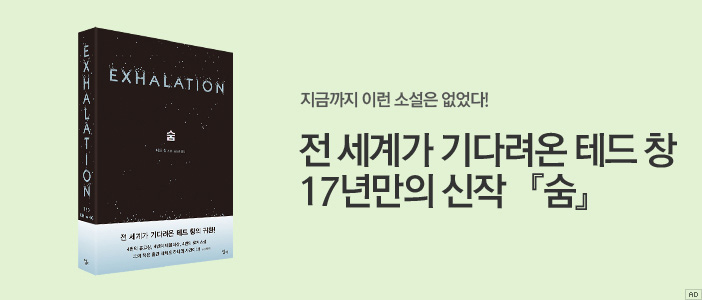 EXHALATION
EXHALATION
숨
전 세계가 기다려온 테드 창의 귀환!
지금까지 이런 소설은 없었다!
전 세계가 기다려온 테드 창
17년만의 신작 『숨』
AD